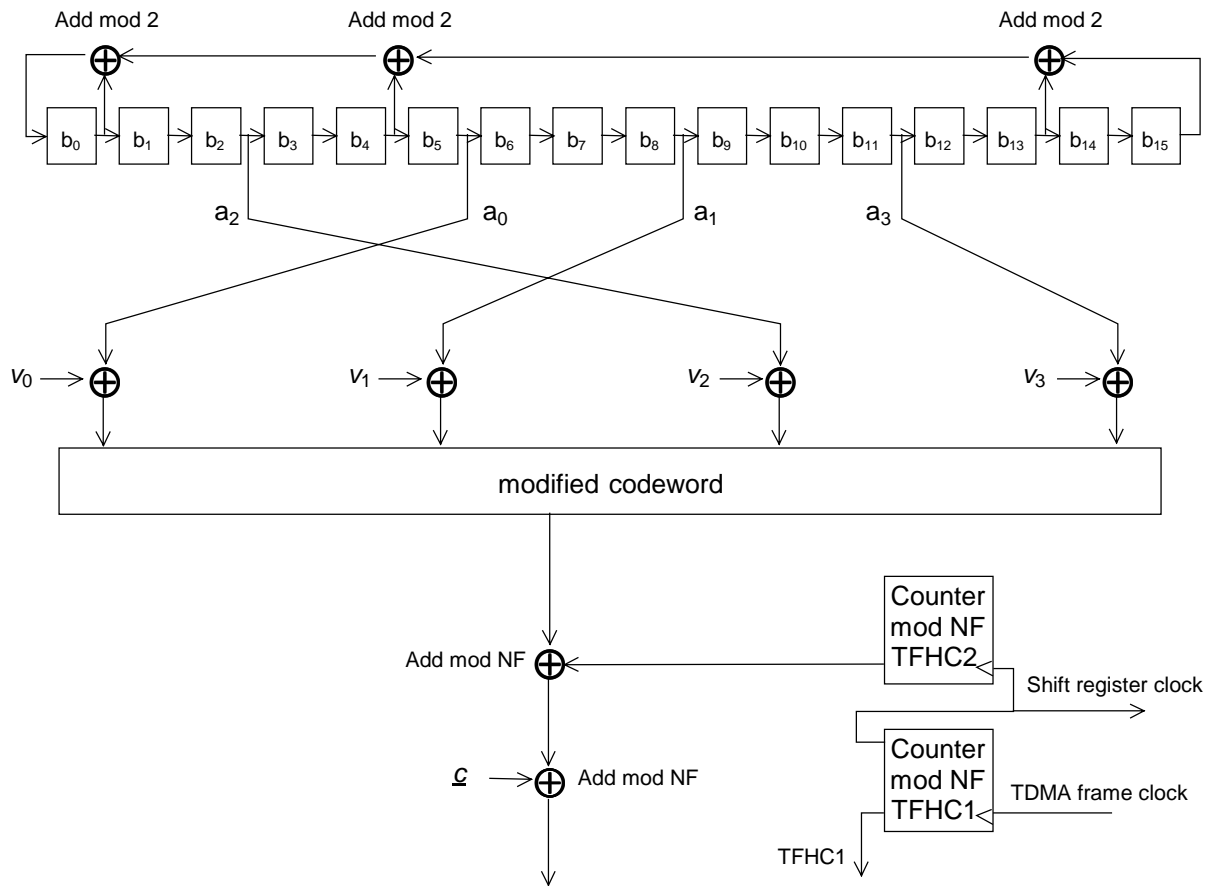 Add mod 2 Add mod 2 Add mod 2
b₀ b₁ b₂ b₃ b₄ b₅ b₆ b₇ b₈ b₉ b₁₀ b₁₁ b₁₂ b₁₃ b₁₄ b₁₅
a₂ a₀ a₁ a₃
v₀ v₁ v₂ v₃
modified codeword
Counter
mod NF
TFHC2
Add mod NF
Shift register clock
Counter
mod NF
TFHC1
c Add mod NF
TDMA frame clock
TFHC1